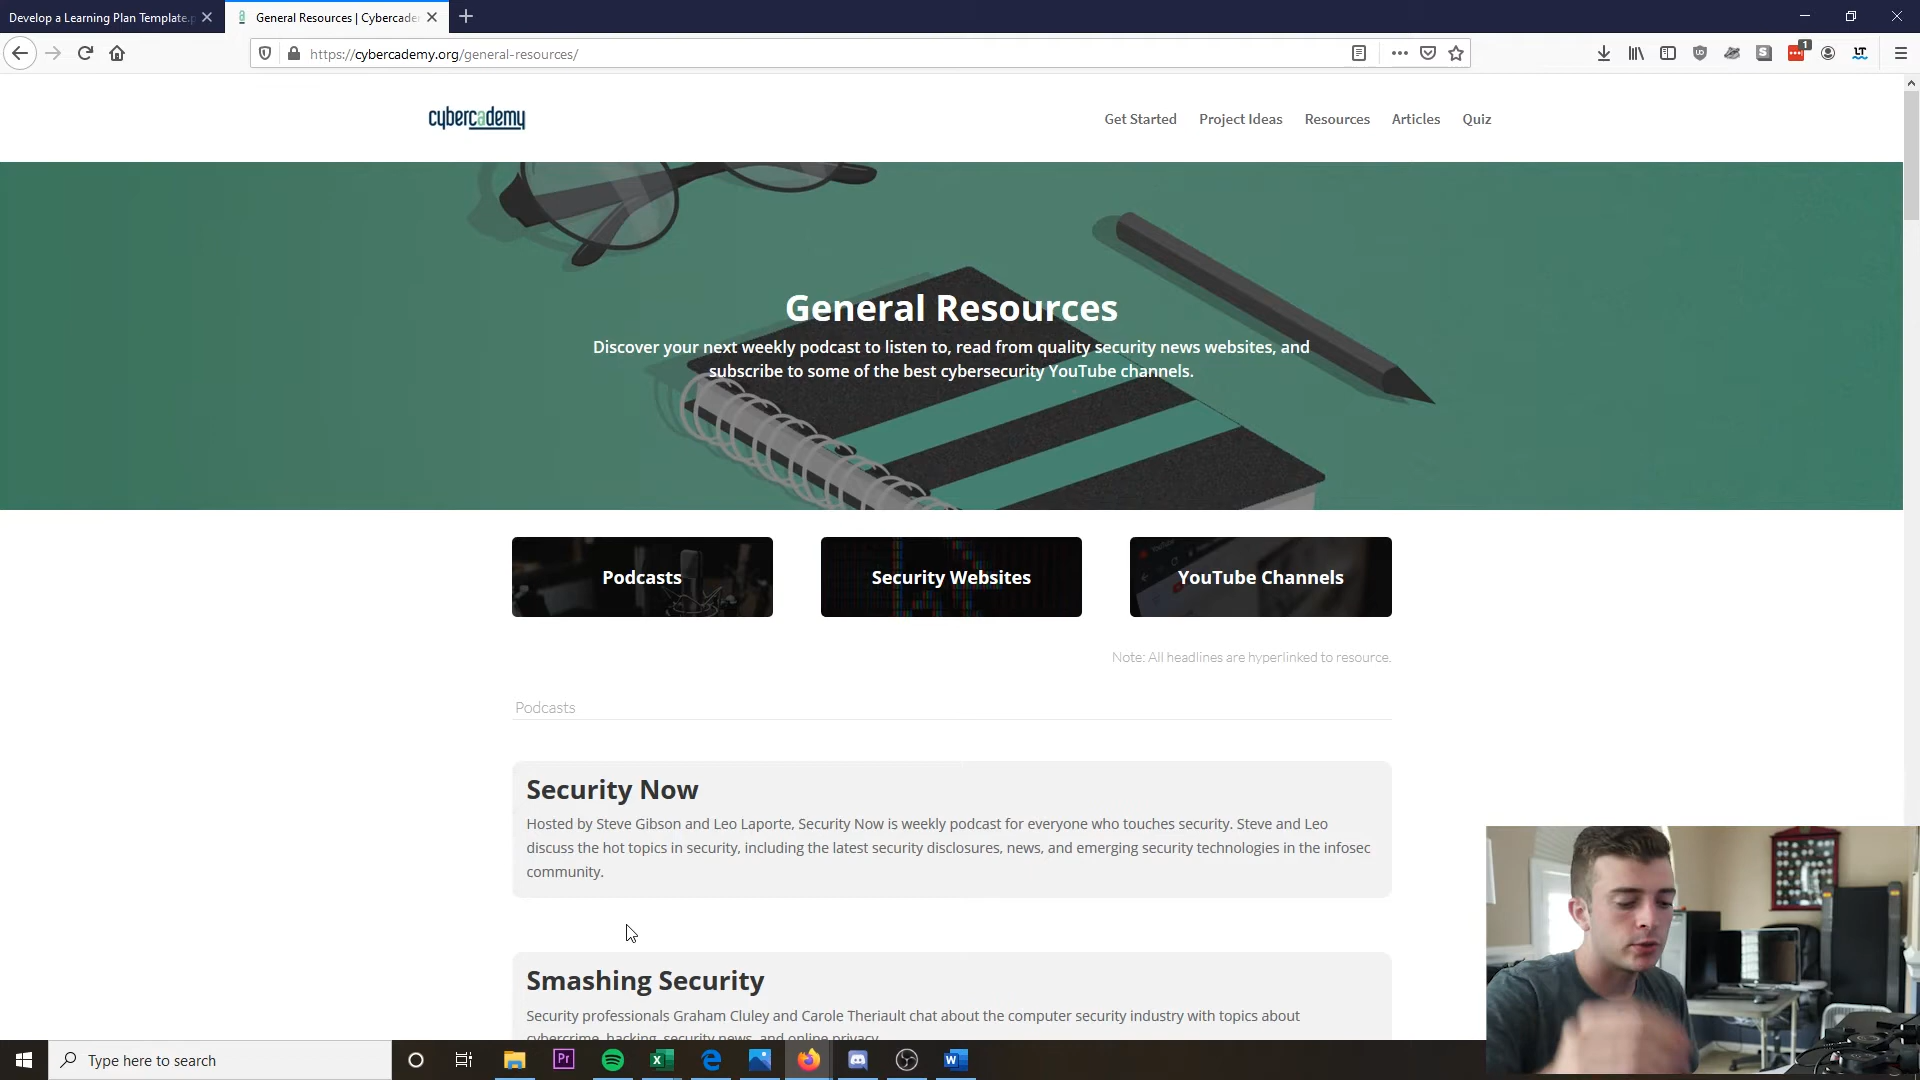 Develop a Learning Plan Template.p
General Resources | Cybercade
https://cybercademy.org/general-resources/
1
cybercademy
Get Started
Project Ideas
Resources
Articles
Quiz
General Resources
Discover your next weekly podcast to listen to, read from quality security news websites, and
subscribe to some of the best cybersecurity YouTube channels.
Podcasts
Security Websites
YouTube Channels
Note: All headlines are hyperlinked to resource.
Podcasts
Security Now
Hosted by Steve Gibson and Leo Laporte, Security Now is weekly podcast for everyone who touches security. Steve and Leo
discuss the hot topics in security, including the latest security disclosures, news, and emerging security technologies in the infosec
community.
Smashing Security
Security professionals Graham Cluley and Carole Theriault chat about the computer security industry with topics about
cybercrime, hacking, security news, and online privacy.
Type here to search